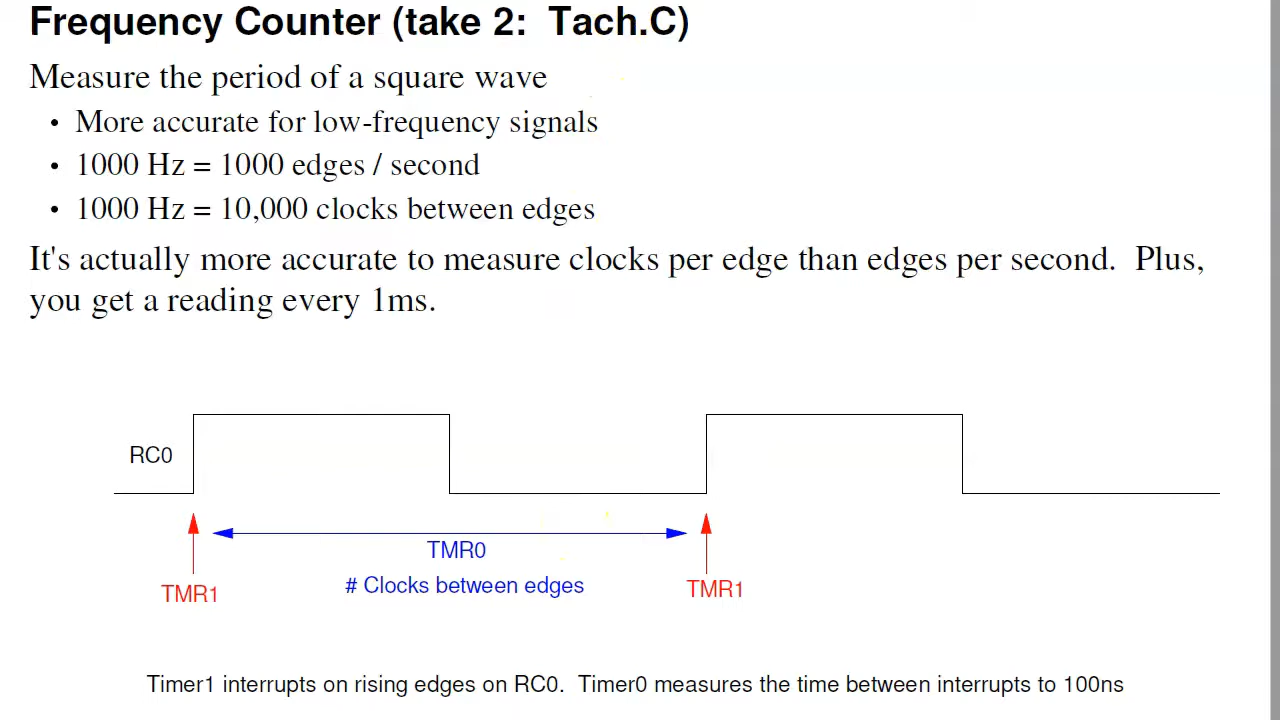 Frequency Counter (take 2:  Tach.C)
Measure the period of a square wave
• More accurate for low-frequency signals
• 1000 Hz = 1000 edges / second
• 1000 Hz = 10,000 clocks between edges
It's actually more accurate to measure clocks per edge than edges per second.  Plus,
you get a reading every 1ms.
RC0
TMR0
# Clocks between edges
TMR1
TMR1
Timer1 interrupts on rising edges on RC0.  Timer0 measures the time between interrupts to 100ns